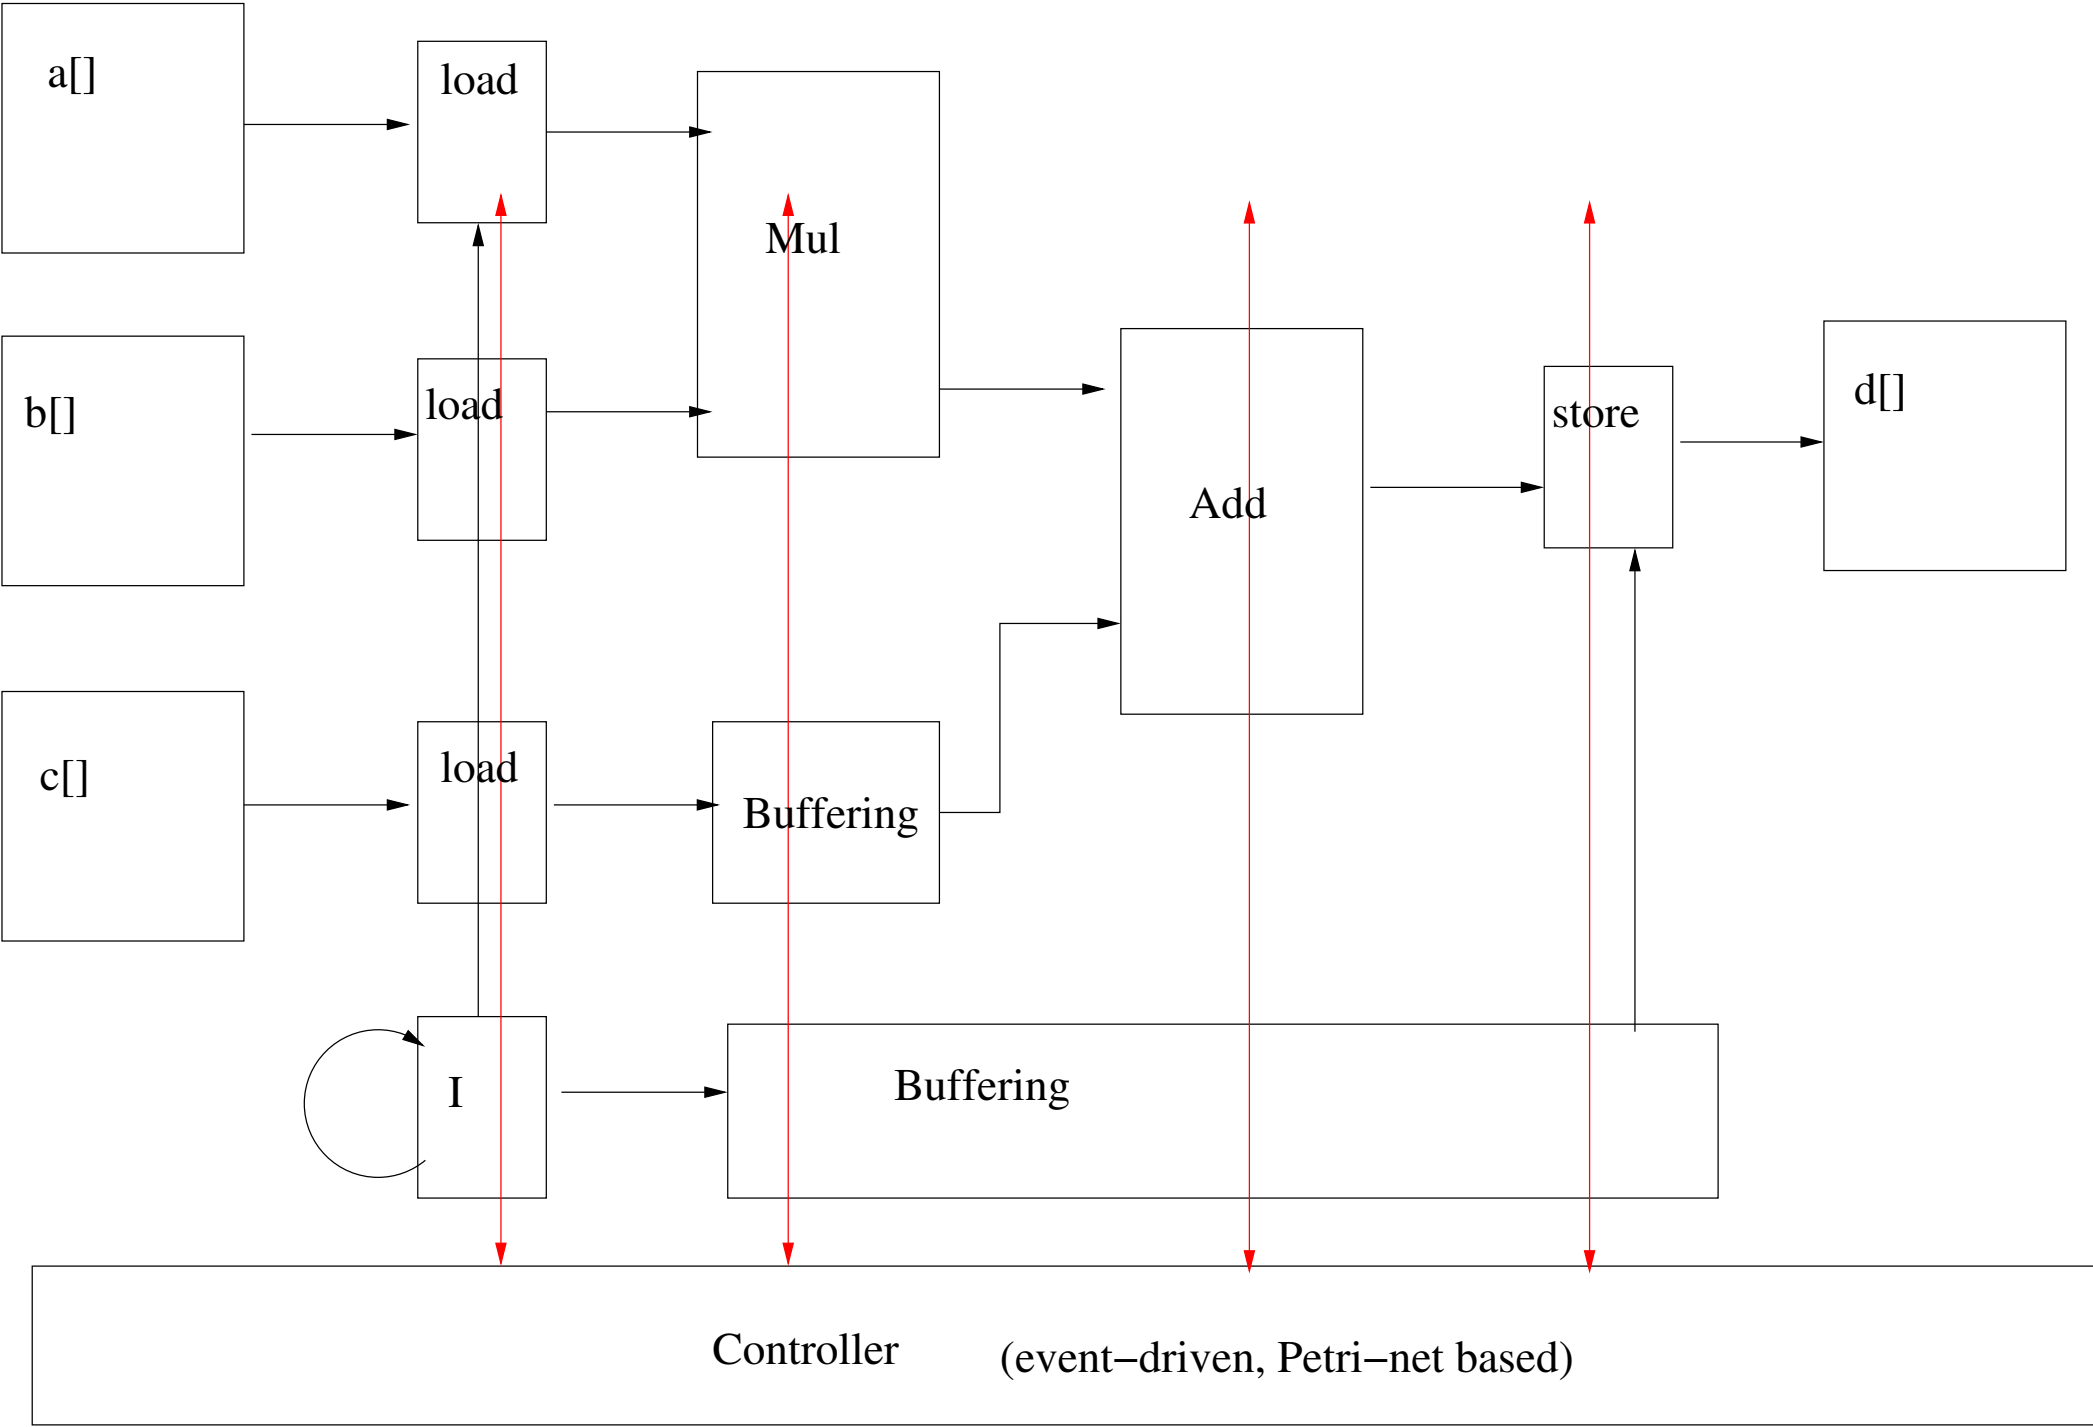 a[]
load
Mul
b[]
load
d[]
store
Add
c[]
load
Buffering
I
Buffering
Controller
(event−driven, Petri−net based)